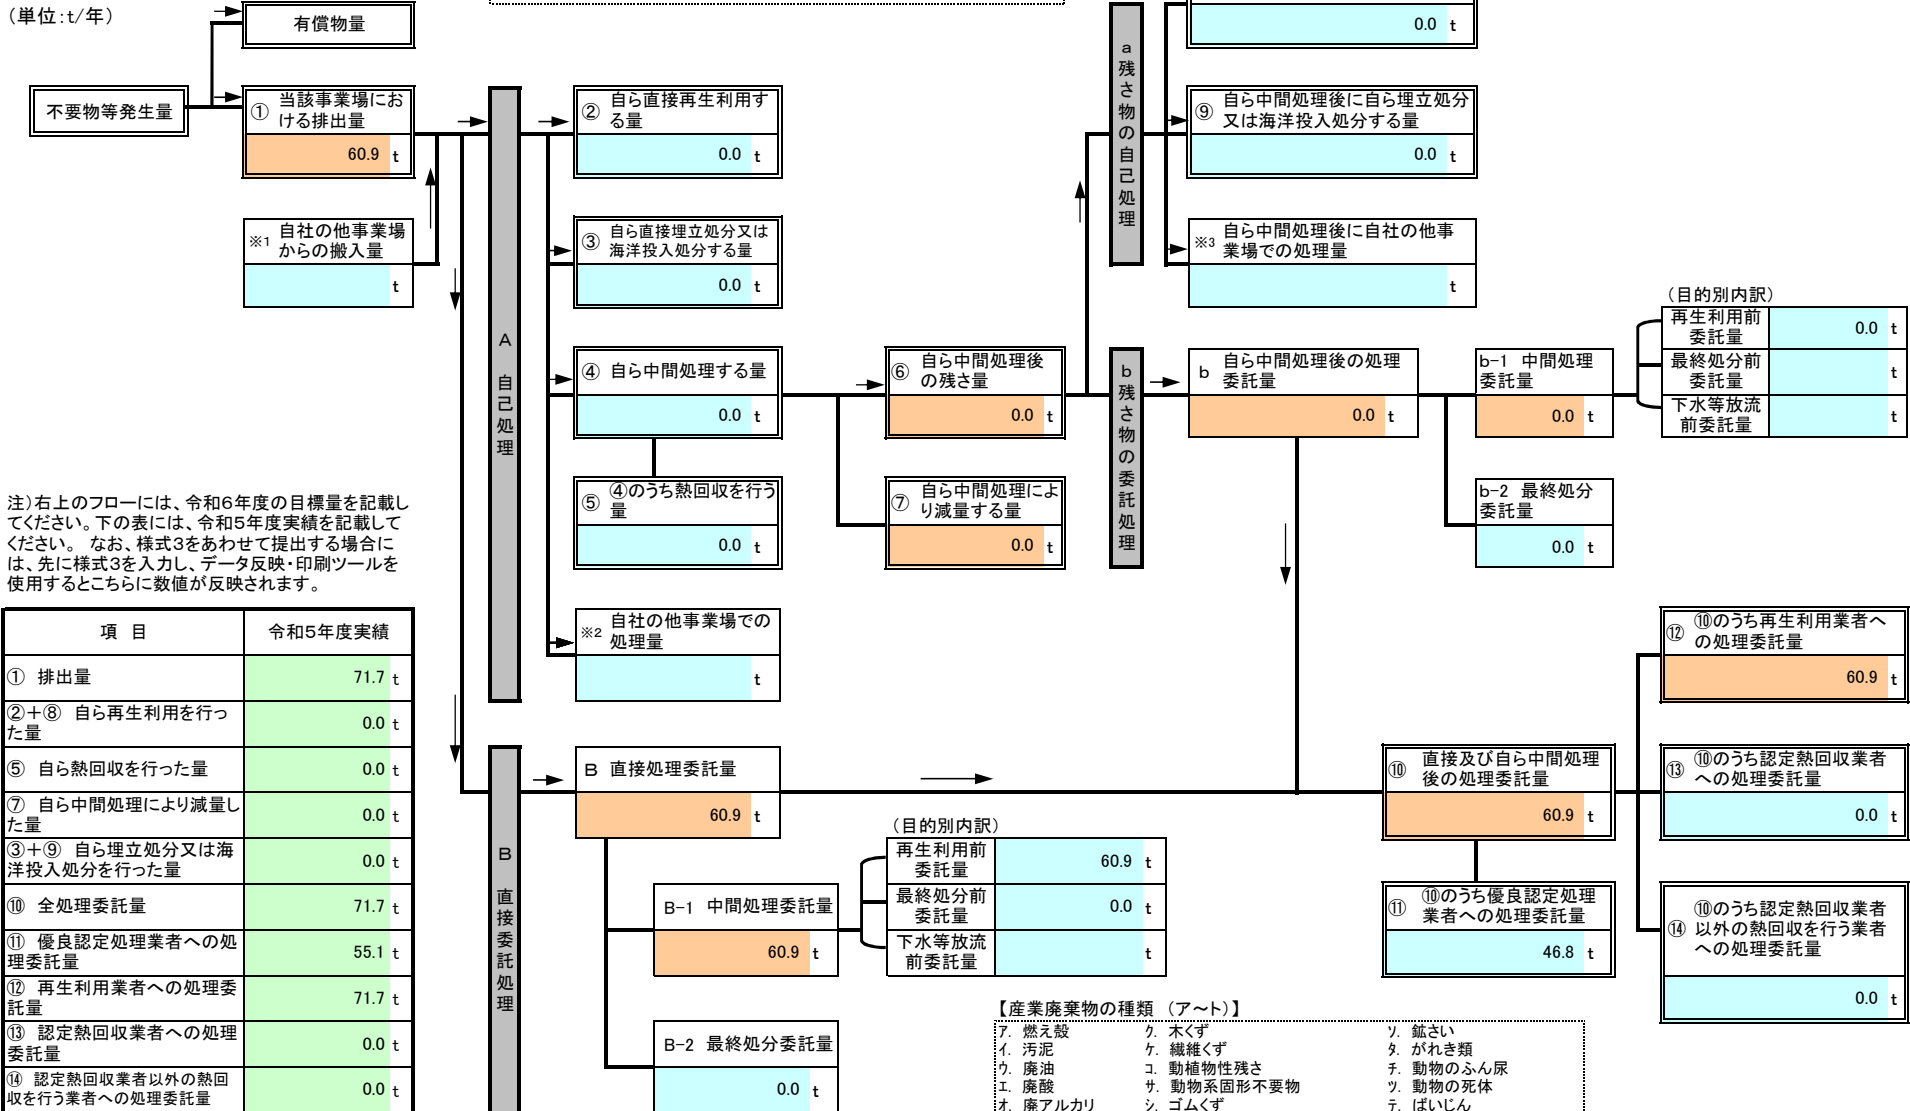 （単位：t/年）
有償物量
不要物等発生量
① 当該事業場にお
ける排出量
60.9 t
※1 自社の他事業場
からの搬入量
t
A 自己処理
② 自ら直接再生利用す
る量
0.0 t
③ 自ら直接埋立処分又は
海洋投入処分する量
0.0 t
④ 自ら中間処理する量
0.0 t
⑤ ④のうち熱回収を行う
量
0.0 t
※2 自社の他事業場での
処理量
t
⑥ 自ら中間処理後
の残さ量
0.0 t
⑦ 自ら中間処理によ
り減量する量
0.0 t
a 残さ物の自己処理
0.0 t
⑨ 自ら中間処理後に自ら埋立処分
又は海洋投入処分する量
0.0 t
※3 自ら中間処理後に自社の他事
業場での処理量
t
b 残さ物の委託処理
b 自ら中間処理後の処理
委託量
0.0 t
b-1 中間処理
委託量
0.0 t
b-2 最終処分
委託量
0.0 t
（目的別内訳）
再生利用前
委託量
0.0 t
最終処分前
委託量
t
下水等放流
前委託量
t
注）右上のフローには、令和6年度の目標量を記載し
てください。下の表には、令和5年度実績を記載して
ください。 なお、様式3をあわせて提出する場合に
は、先に様式3を入力し、データ反映・印刷ツールを
使用するとこちらに数値が反映されます。
項 目 令和5年度実績
① 排出量 71.7 t
②＋⑧ 自ら再生利用を行っ
た量
0.0 t
⑤ 自ら熱回収を行った量 0.0 t
⑦ 自ら中間処理により減量し
た量
0.0 t
③＋⑨ 自ら埋立処分又は海
洋投入処分を行った量
0.0 t
⑩ 全処理委託量 71.7 t
⑪ 優良認定処理業者への処
理委託量
55.1 t
⑫ 再生利用業者への処理委
託量
71.7 t
⑬ 認定熱回収業者への処理
委託量
0.0 t
⑭ 認定熱回収業者以外の熱回
収を行う業者への処理委託量
0.0 t
B 直接委託処理
B 直接処理委託量
60.9 t
B-1 中間処理委託量
60.9 t
B-2 最終処分委託量
0.0 t
（目的別内訳）
再生利用前
委託量
60.9 t
最終処分前
委託量
0.0 t
下水等放流
前委託量
t
⑩ 直接及び自ら中間処理
後の処理委託量
60.9 t
⑪ ⑩のうち優良認定処理
業者への処理委託量
46.8 t
⑫ ⑩のうち再生利用業者へ
の処理委託量
60.9 t
⑬ ⑩のうち認定熱回収業者
への処理委託量
0.0 t
⑭ ⑩のうち認定熱回収業者
以外の熱回収を行う業者
への処理委託量
0.0 t
【産業廃棄物の種類 （ア～ト）】
ア. 燃え殻 ク. 木くず ソ. 鉱さい
イ. 汚泥 ケ. 繊維くず タ. がれき類
ウ. 廃油 コ. 動植物性残さ チ. 動物のふん尿
エ. 廃酸 サ. 動物系固形不要物 ツ. 動物の死体
オ. 廃アルカリ シ. ゴムくず テ. ばいじん